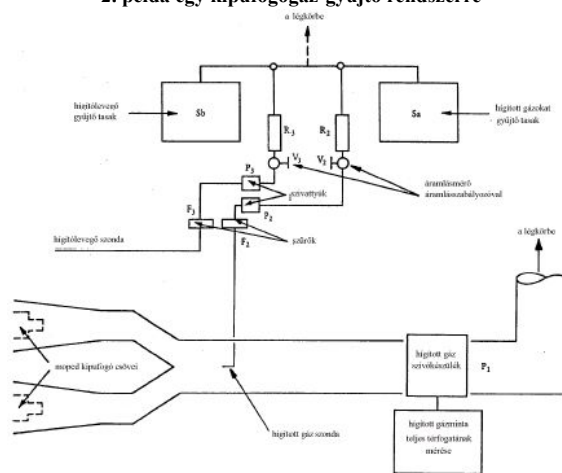 2. példa egy kipufogógáz-gyűjtő rendszerre
a légkörbe
hígítólevegő
gyűjtő tasak
Sb
Sa
hígított gázokat
gyűjtő tasak
R3
R2
V3
V2
áramlásmérő
áramlásszabályozóval
P3
szivattyúk
P2
F3
F2
szűrők
hígítólevegő szonda
a légkörbe
moped kipufogó csövei
hígított gáz szonda
hígított gáz
szívókészülék
P1
hígított gázminta
teljes térfogatának
mérése